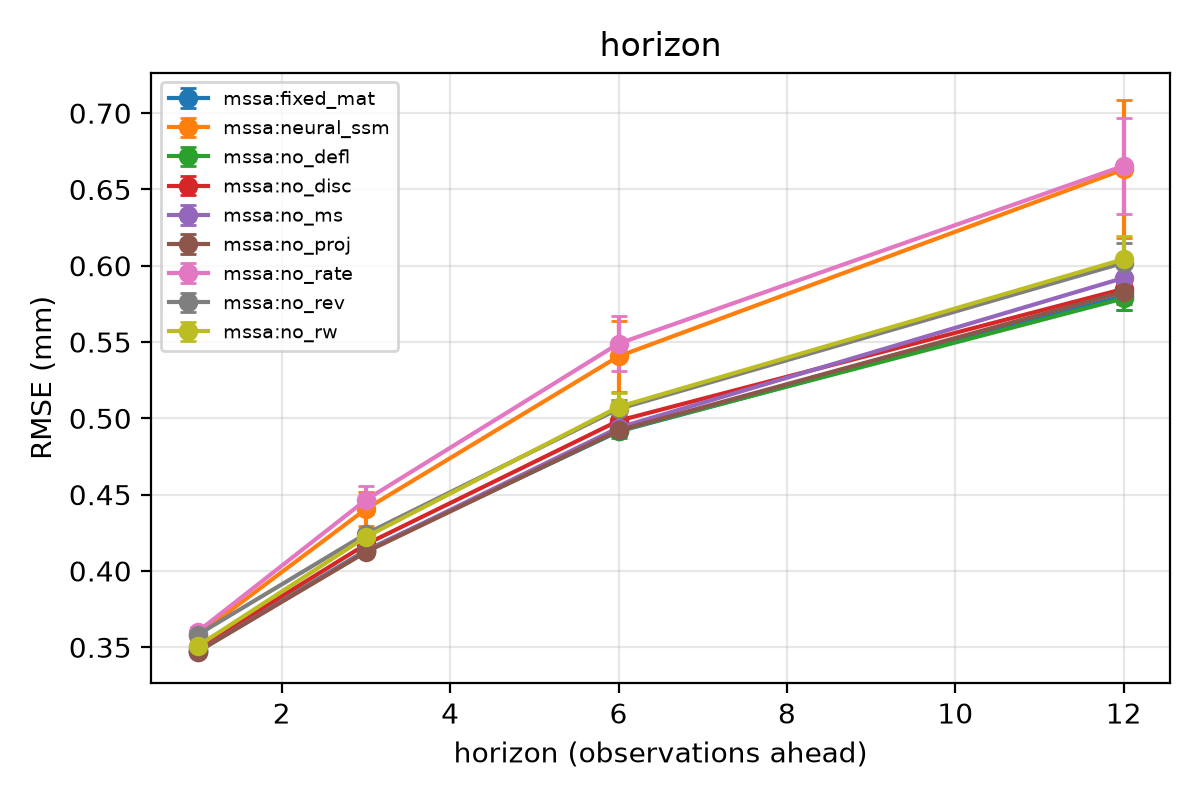 horizon
mssa:fixed_mat
mssa:neural_ssm
mssa:no_defl
mssa:no_disc
mssa:no_ms
mssa:no_proj
mssa:no_rate
mssa:no_rev
mssa:no_rw
0.70
0.65
0.60
0.55
0.50
0.45
0.40
0.35
RMSE (mm)
2 4 6 8 10 12
horizon (observations ahead)